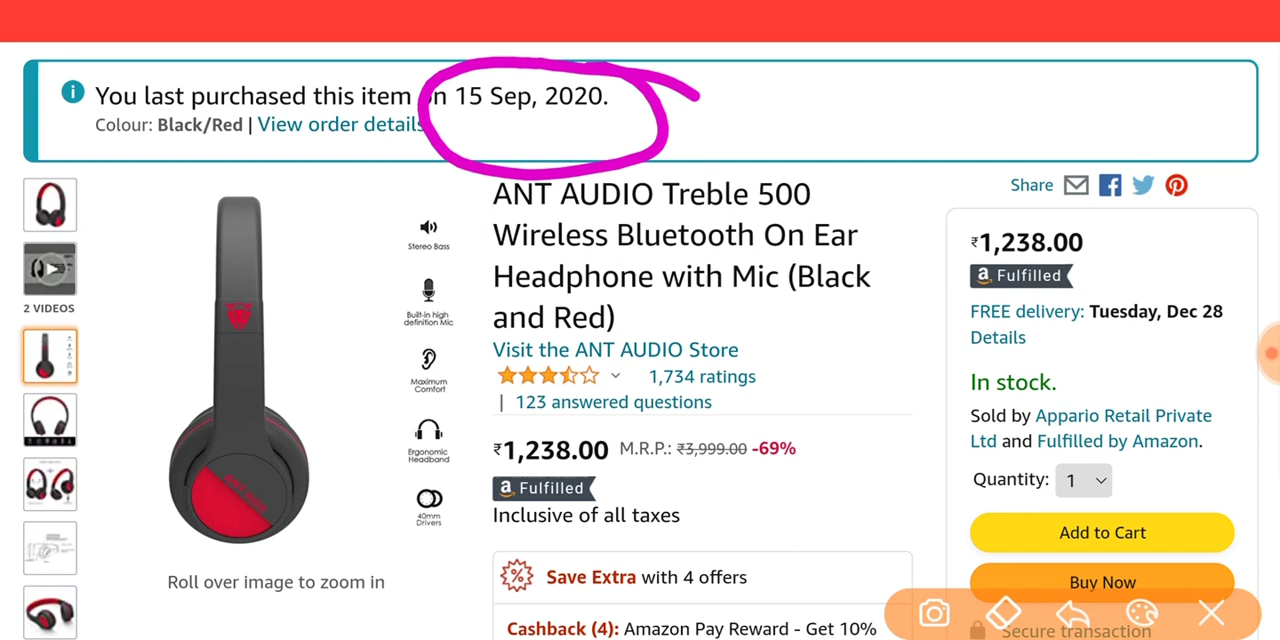 You last purchased this item on 15 Sep, 2020.
Colour: Black/Red | View order details
2 VIDEOS
Stereo Bass
Built-in high
definition Mic
Maximum
Comfort
Ergonomic
Headband
40mm
Drivers
ANT AUDIO
Roll over image to zoom in
ANT AUDIO Treble 500
Wireless Bluetooth On Ear
Headphone with Mic (Black
and Red)
Visit the ANT AUDIO Store
1,734 ratings
| 123 answered questions
₹1,238.00 M.R.P.: ₹3,999.00 -69%
a Fulfilled
Inclusive of all taxes
Save Extra with 4 offers
Cashback (4): Amazon Pay Reward - Get 10%
Share
₹1,238.00
a Fulfilled
FREE delivery: Tuesday, Dec 28
Details
In stock.
Sold by Appario Retail Private
Ltd and Fulfilled by Amazon.
Quantity: 1
Add to Cart
Buy Now
Secure transaction